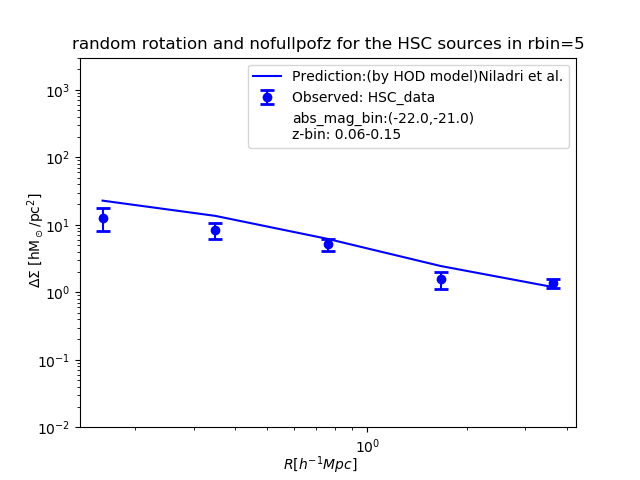 random rotation and nofullpofz for the HSC sources in rbin=5
Prediction:(by HOD model)Niladri et al.
Observed: HSC_data
abs_mag_bin:(-22.0,-21.0)
z-bin: 0.06-0.15
ΔΣ [hM⊙/pc²]
10³
10²
10¹
10⁰
10⁻¹
10⁻²
10⁰
R[h⁻¹Mpc]